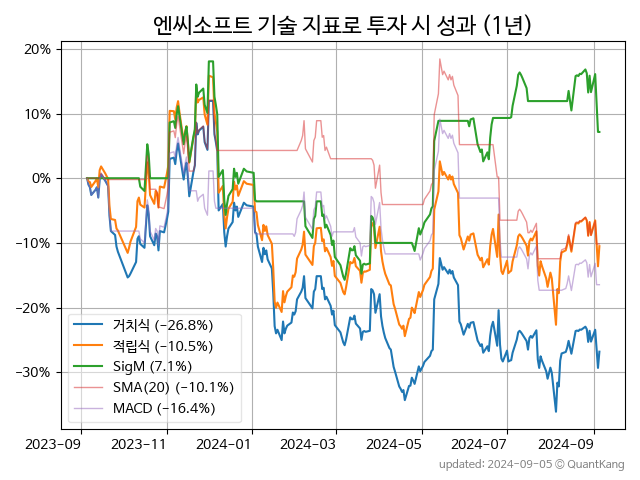 엔씨소프트 기술 지표로 투자 시 성과 (1년)
20%
10%
0%
−10%
−20%
−30%
거치식 (−26.8%)
적립식 (−10.5%)
SigM (7.1%)
SMA(20) (−10.1%)
MACD (−16.4%)
2023-09 2023-11 2024-01 2024-03 2024-05 2024-07 2024-09
updated: 2024-09-05 © QuantKang